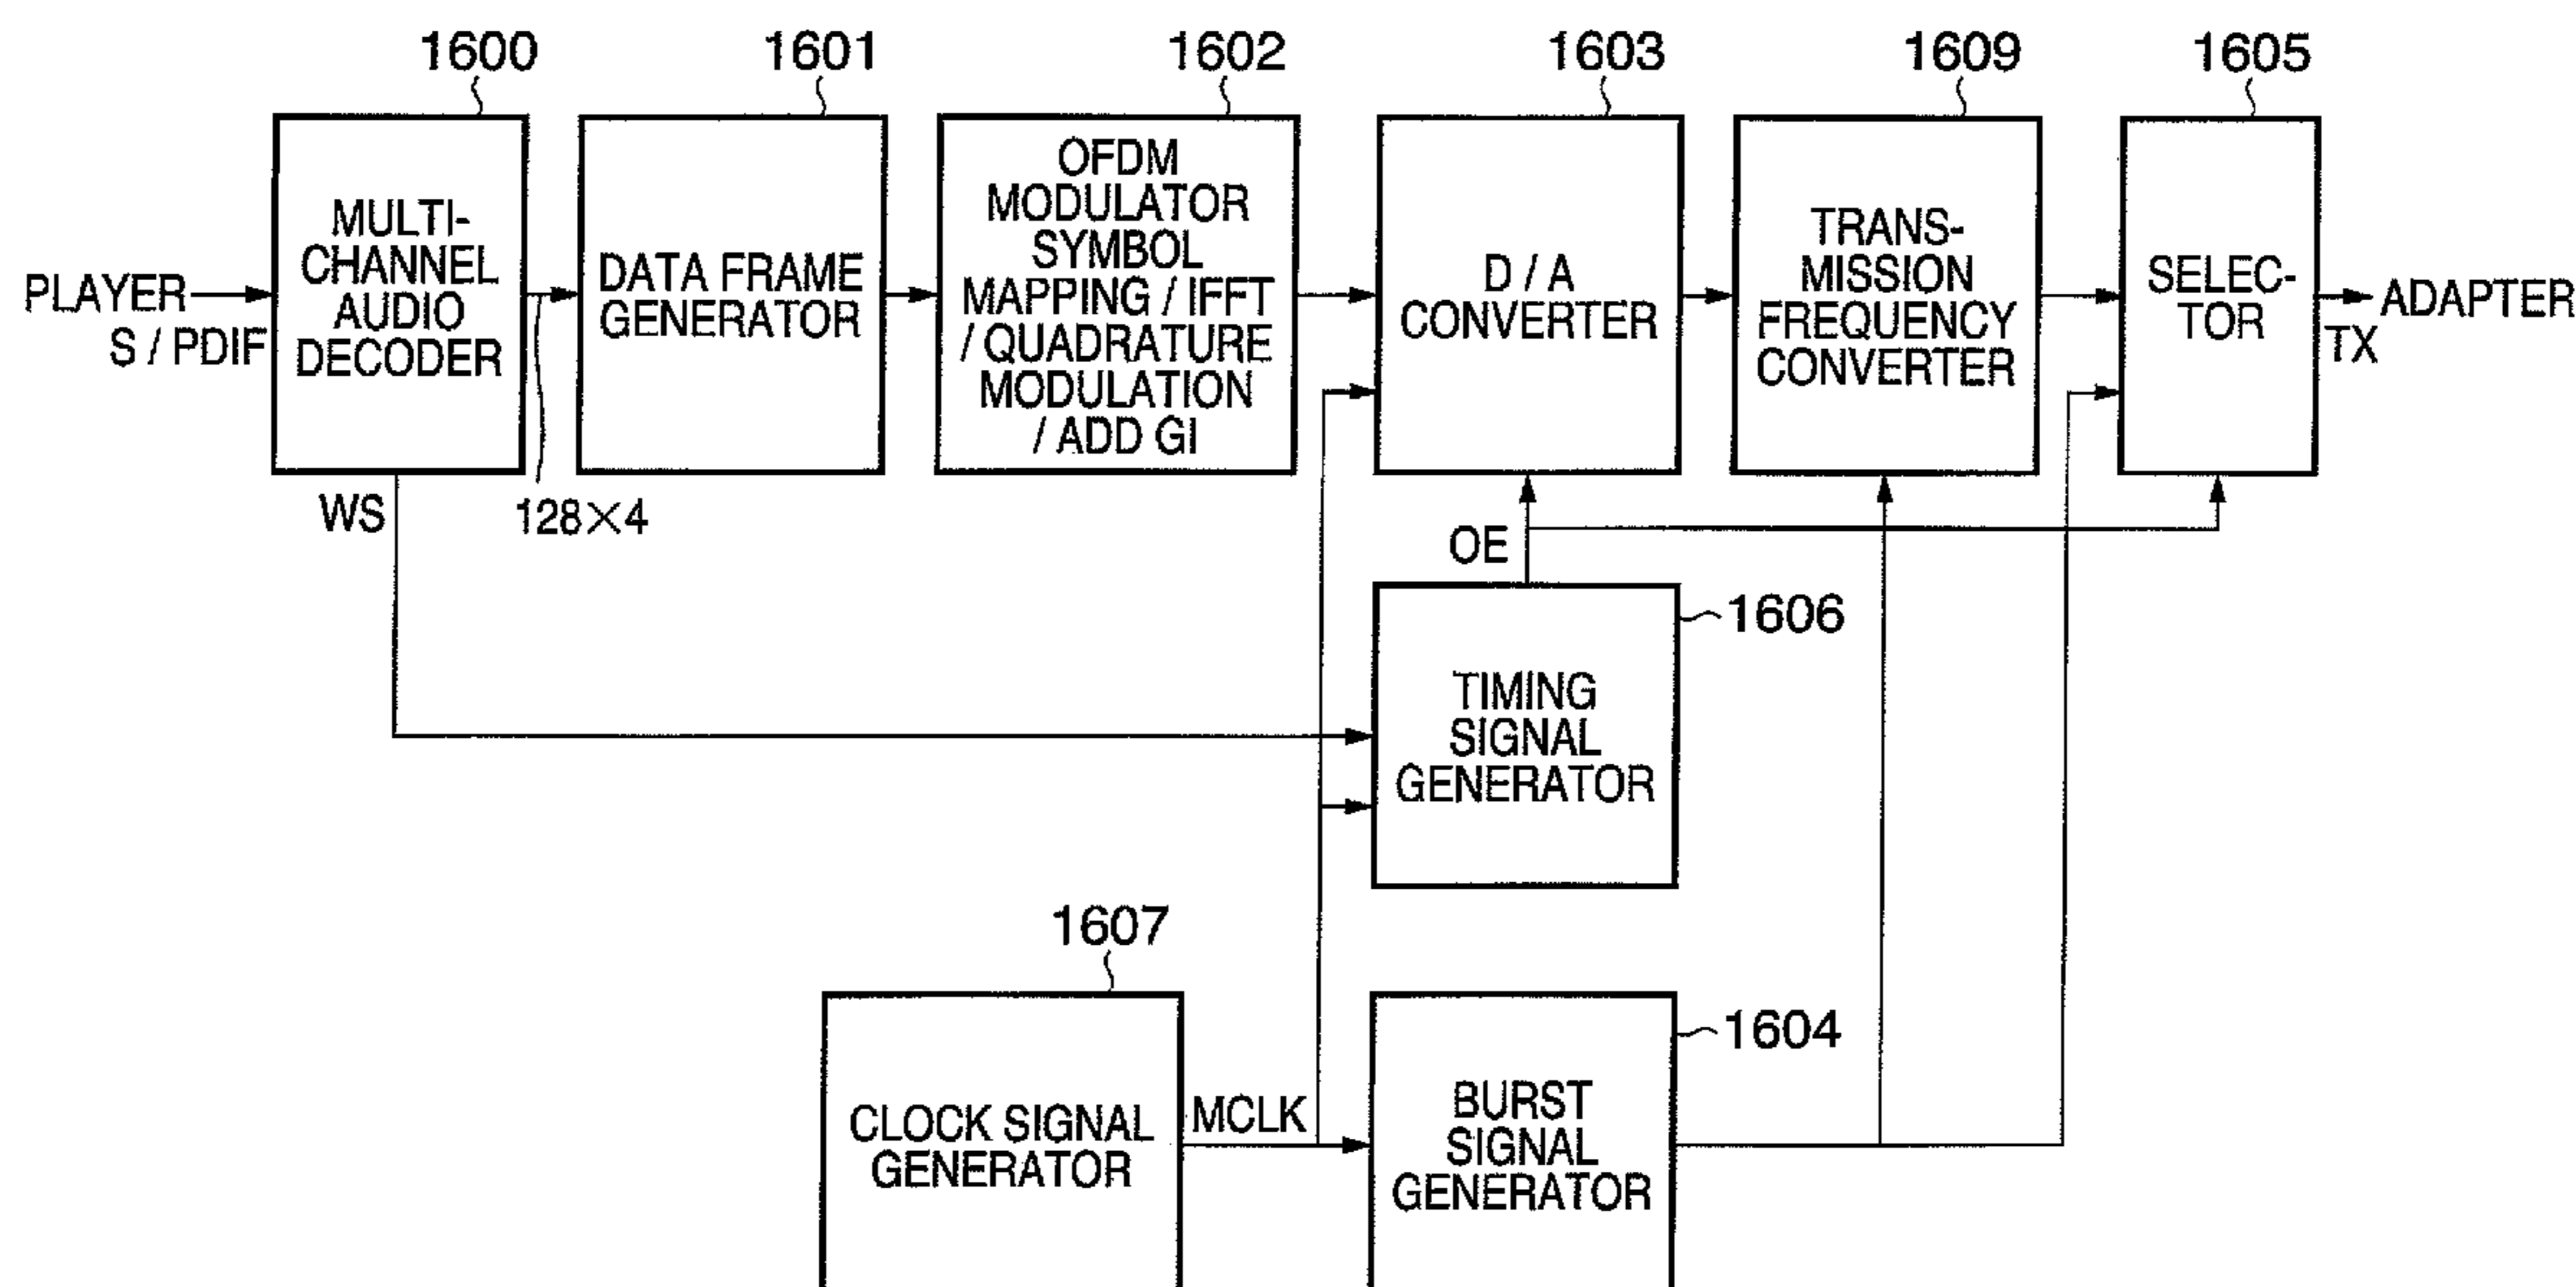 1600
1601
1602
1603
1609
1605
PLAYER
S / PDIF
MULTI-
CHANNEL
AUDIO
DECODER
DATA FRAME
GENERATOR
OFDM
MODULATOR
SYMBOL
MAPPING / IFFT
/ QUADRATURE
MODULATION
/ ADD GI
D / A
CONVERTER
TRANS-
MISSION
FREQUENCY
CONVERTER
SELEC-
TOR
ADAPTER
TX
WS
128×4
OE
1606
TIMING
SIGNAL
GENERATOR
1607
1604
CLOCK SIGNAL
GENERATOR
MCLK
BURST
SIGNAL
GENERATOR